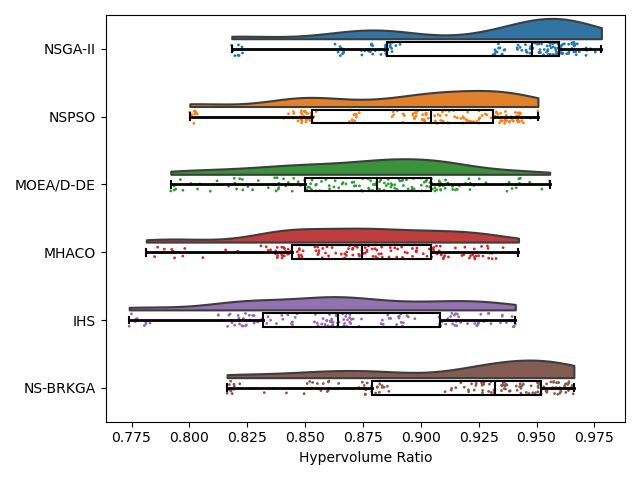 NSGA-II
NSPSO
MOEA/D-DE
MHACO
IHS
NS-BRKGA
0.775 0.800 0.825 0.850 0.875 0.900 0.925 0.950 0.975
Hypervolume Ratio